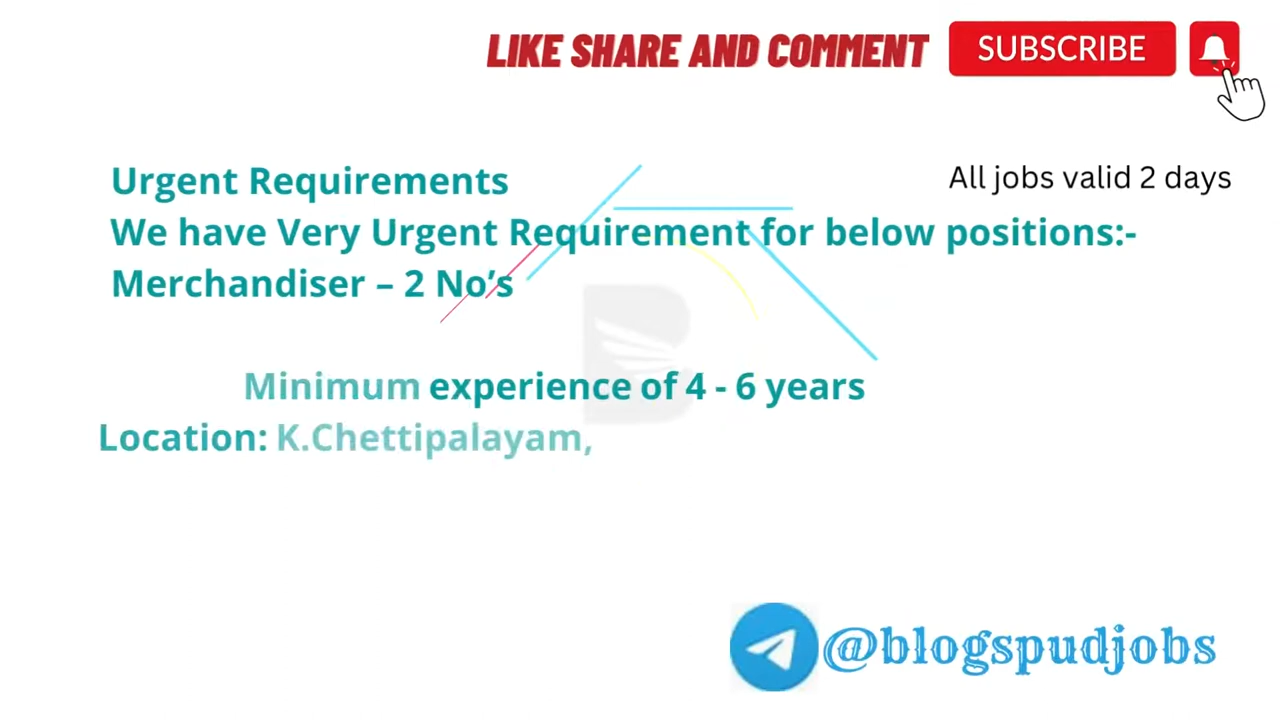 LIKE SHARE AND COMMENT
SUBSCRIBE
Urgent Requirements
All jobs valid 2 days
We have Very Urgent Requirement for below positions:-
Merchandiser – 2 No’s
Minimum experience of 4 - 6 years
Location: K.Chettipalayam,
@blogspudjobs